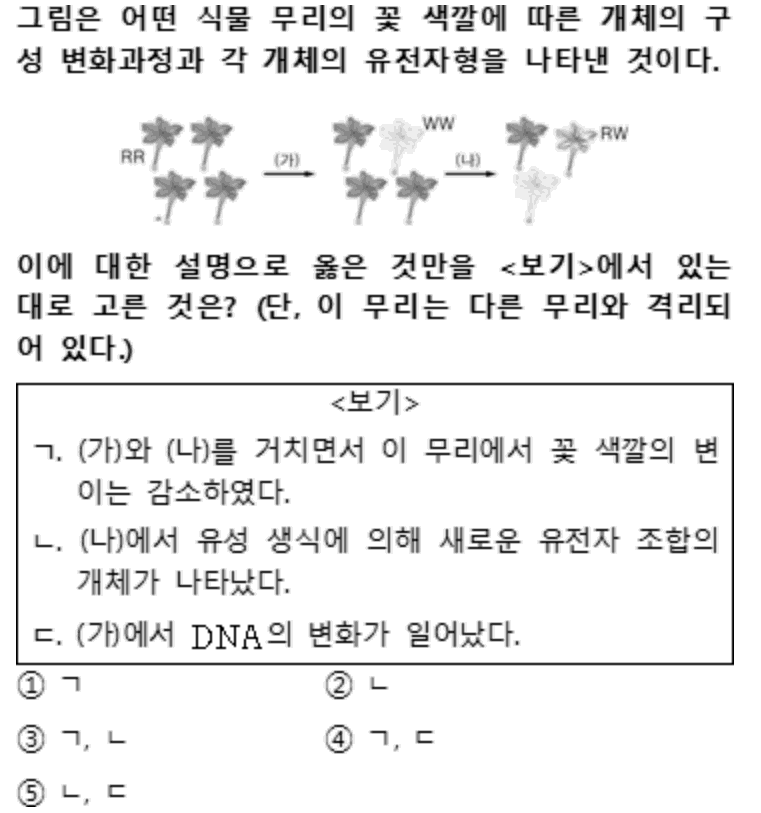 그림은 어떤 식물 무리의 꽃 색깔에 따른 개체의 구
성 변화과정과 각 개체의 유전자형을 나타낸 것이다.
RR
(가)
WW
(나)
RW
이에 대한 설명으로 옳은 것만을 <보기>에서 있는
대로 고른 것은? (단, 이 무리는 다른 무리와 격리되
어 있다.)
<보기>
ㄱ. (가)와 (나)를 거치면서 이 무리에서 꽃 색깔의 변
이는 감소하였다.
ㄴ. (나)에서 유성 생식에 의해 새로운 유전자 조합의
개체가 나타났다.
ㄷ. (가)에서 DNA의 변화가 일어났다.
① ㄱ ② ㄴ
③ ㄱ, ㄴ ④ ㄱ, ㄷ
⑤ ㄴ, ㄷ